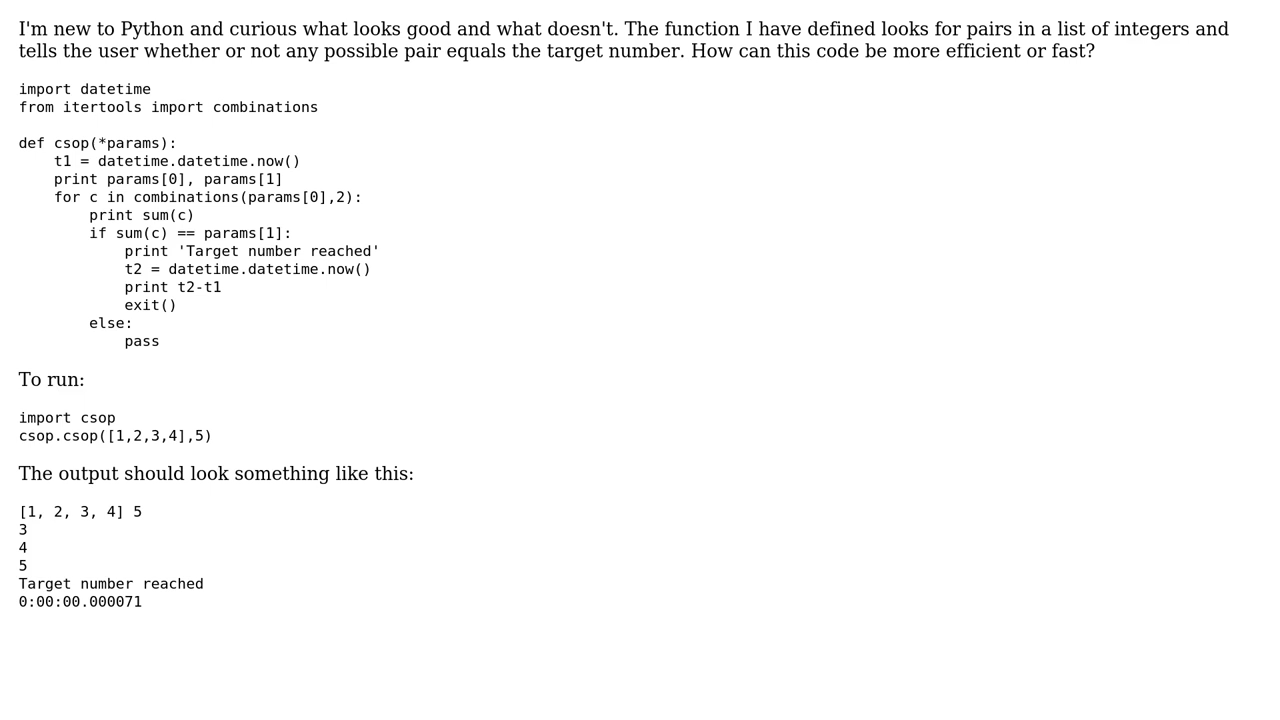 I'm new to Python and curious what looks good and what doesn't. The function I have defined looks for pairs in a list of integers and
tells the user whether or not any possible pair equals the target number. How can this code be more efficient or fast?
import datetime
from itertools import combinations
def csop(*params):
    t1 = datetime.datetime.now()
    print params[0], params[1]
    for c in combinations(params[0],2):
        print sum(c)
        if sum(c) == params[1]:
            print 'Target number reached'
            t2 = datetime.datetime.now()
            print t2-t1
            exit()
        else:
            pass
To run:
import csop
csop.csop([1,2,3,4],5)
The output should look something like this:
[1, 2, 3, 4] 5
3
4
5
Target number reached
0:00:00.000071